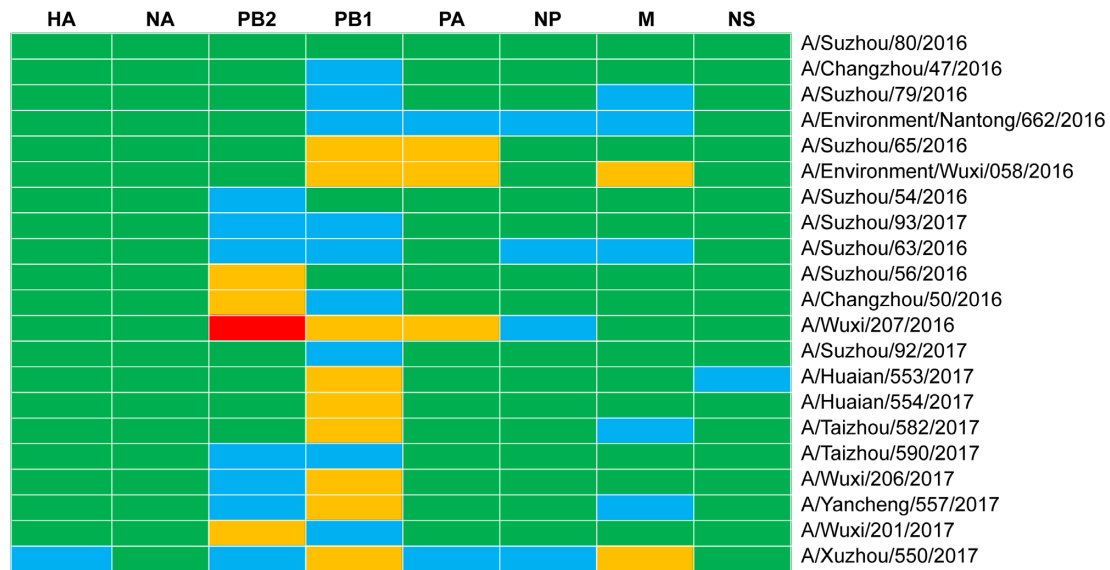 HA NA PB2 PB1 PA NP M NS
A/Suzhou/80/2016
A/Changzhou/47/2016
A/Suzhou/79/2016
A/Environment/Nantong/662/2016
A/Suzhou/65/2016
A/Environment/Wuxi/058/2016
A/Suzhou/54/2016
A/Suzhou/93/2017
A/Suzhou/63/2016
A/Suzhou/56/2016
A/Changzhou/50/2016
A/Wuxi/207/2016
A/Suzhou/92/2017
A/Huaian/553/2017
A/Huaian/554/2017
A/Taizhou/582/2017
A/Taizhou/590/2017
A/Wuxi/206/2017
A/Yancheng/557/2017
A/Wuxi/201/2017
A/Xuzhou/550/2017